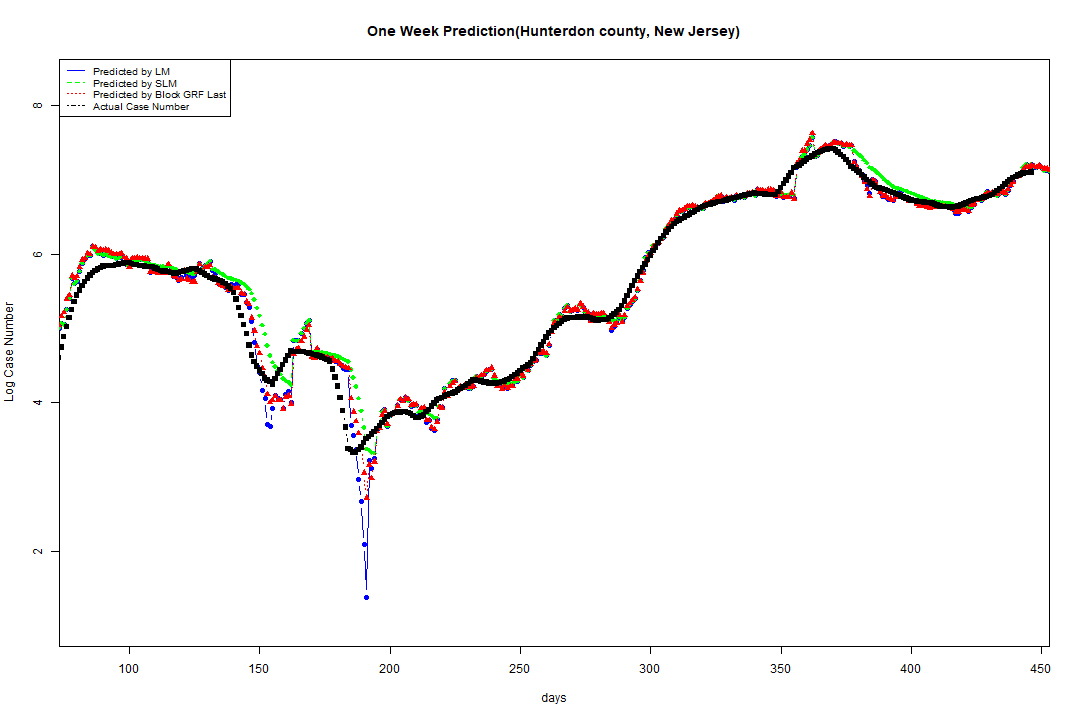 One Week Prediction(Hunterdon county, New Jersey)
Predicted by LM
Predicted by SLM
Predicted by Block GRF Last
Actual Case Number
8
6
4
2
Log Case Number
100 150 200 250 300 350 400 450
days